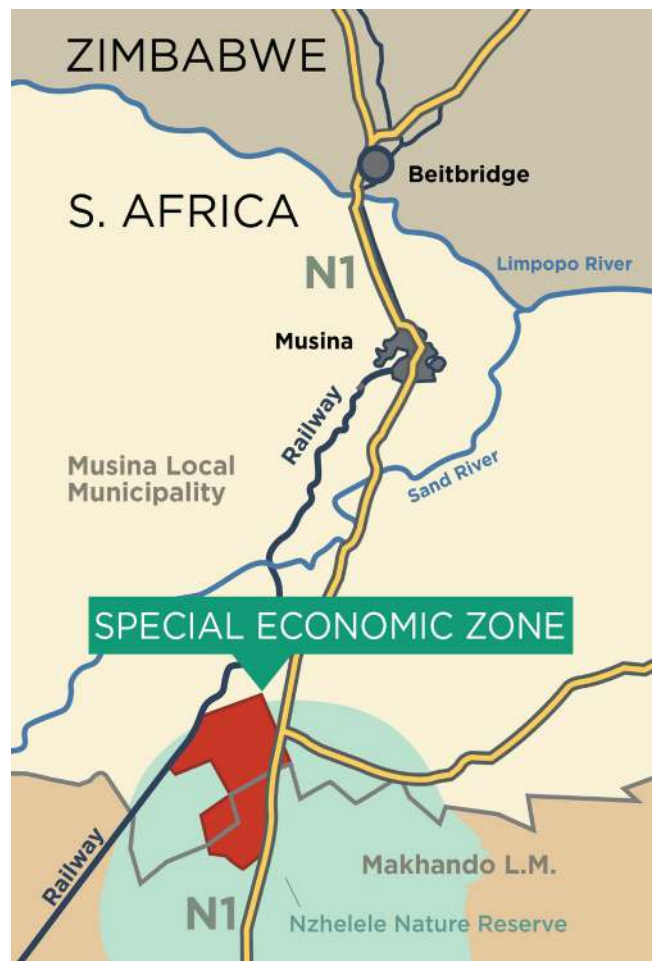 ZIMBABWE
Beitbridge
S. AFRICA
N1
Limpopo River
Musina
Railway
Musina Local
Municipality
Sand River
SPECIAL ECONOMIC ZONE
Railway
Makhando L.M.
N1
Nzhelele Nature Reserve